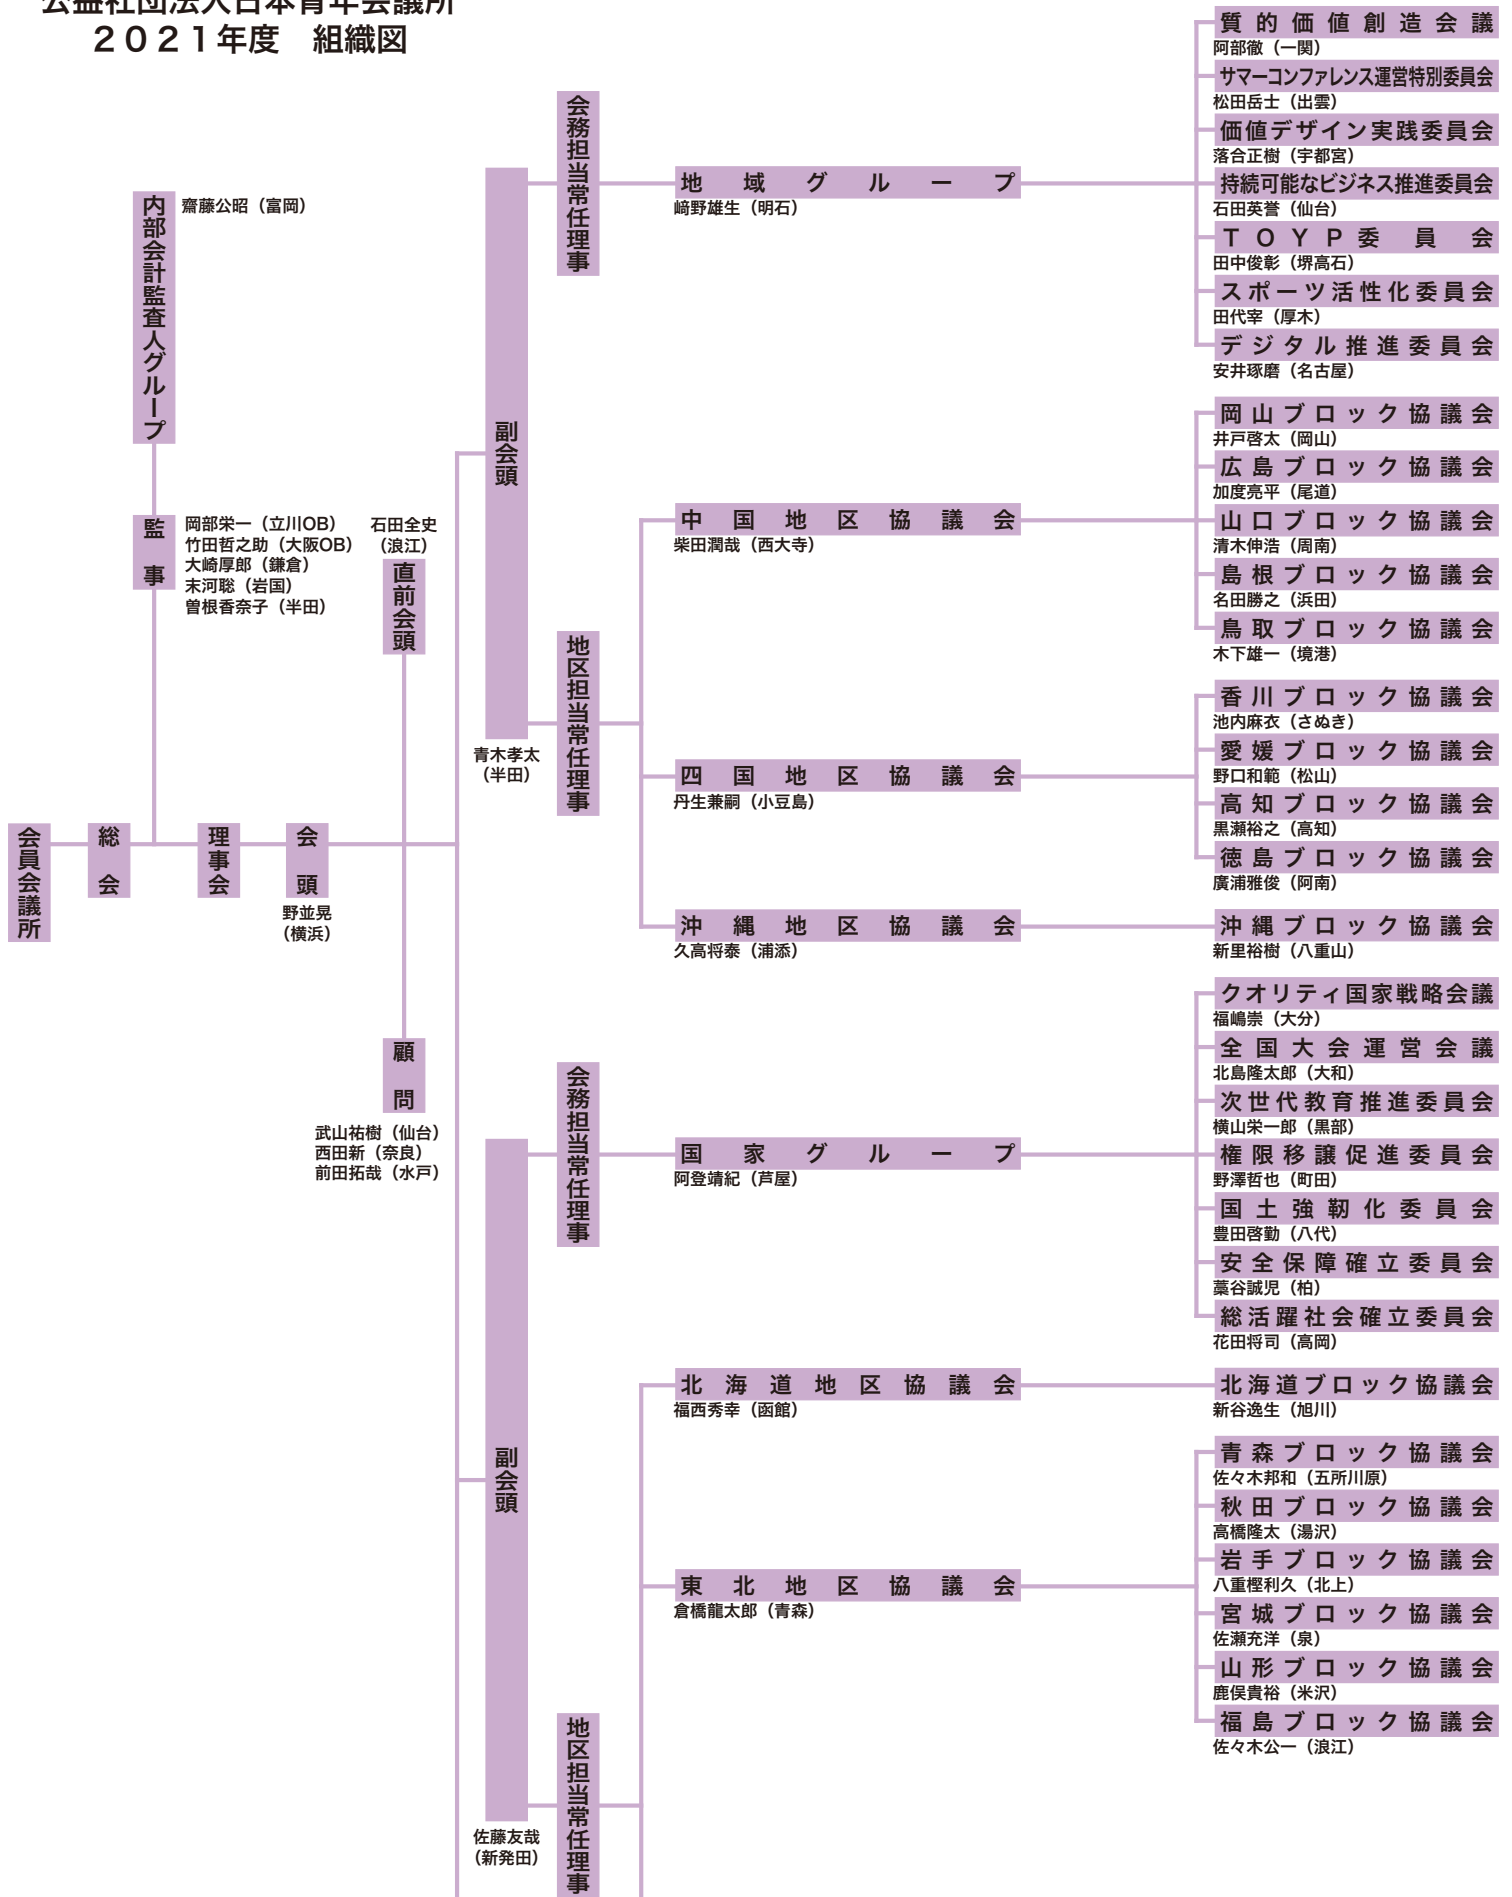 公益社団法人日本青年会議所
２０２１年度　組織図
会員会議所
総会
理事会
会頭
野並晃
（横浜）
内部会計監査人グループ
齋藤公昭（富岡）
監事
岡部栄一（立川OB）
竹田哲之助（大阪OB）
大崎厚郎（鎌倉）
末河聡（岩国）
曽根香奈子（半田）
石田全史
（浪江）
直前会頭
顧問
武山祐樹（仙台）
西田新（奈良）
前田拓哉（水戸）
副会頭
青木孝太
（半田）
会務担当常任理事
地域グループ
﨑野雄生（明石）
質的価値創造会議
阿部徹（一関）
サマーコンファレンス運営特別委員会
松田岳士（出雲）
価値デザイン実践委員会
落合正樹（宇都宮）
持続可能なビジネス推進委員会
石田英誉（仙台）
ＴＯＹＰ委員会
田中俊彰（堺高石）
スポーツ活性化委員会
田代宰（厚木）
デジタル推進委員会
安井琢磨（名古屋）
地区担当常任理事
中国地区協議会
柴田潤哉（西大寺）
岡山ブロック協議会
井戸啓太（岡山）
広島ブロック協議会
加度亮平（尾道）
山口ブロック協議会
清木伸浩（周南）
島根ブロック協議会
名田勝之（浜田）
鳥取ブロック協議会
木下雄一（境港）
四国地区協議会
丹生兼嗣（小豆島）
香川ブロック協議会
池内麻衣（さぬき）
愛媛ブロック協議会
野口和範（松山）
高知ブロック協議会
黒瀬裕之（高知）
徳島ブロック協議会
廣浦雅俊（阿南）
沖縄地区協議会
久高将泰（浦添）
沖縄ブロック協議会
新里裕樹（八重山）
副会頭
佐藤友哉
（新発田）
会務担当常任理事
国家グループ
阿登靖紀（芦屋）
クオリティ国家戦略会議
福嶋崇（大分）
全国大会運営会議
北島隆太郎（大和）
次世代教育推進委員会
横山栄一郎（黒部）
権限移譲促進委員会
野澤哲也（町田）
国土強靭化委員会
豊田啓勤（八代）
安全保障確立委員会
藁谷誠児（柏）
総活躍社会確立委員会
花田将司（高岡）
地区担当常任理事
北海道地区協議会
福西秀幸（函館）
北海道ブロック協議会
新谷逸生（旭川）
東北地区協議会
倉橋龍太郎（青森）
青森ブロック協議会
佐々木邦和（五所川原）
秋田ブロック協議会
高橋隆太（湯沢）
岩手ブロック協議会
八重樫利久（北上）
宮城ブロック協議会
佐瀬充洋（泉）
山形ブロック協議会
鹿俣貴裕（米沢）
福島ブロック協議会
佐々木公一（浪江）